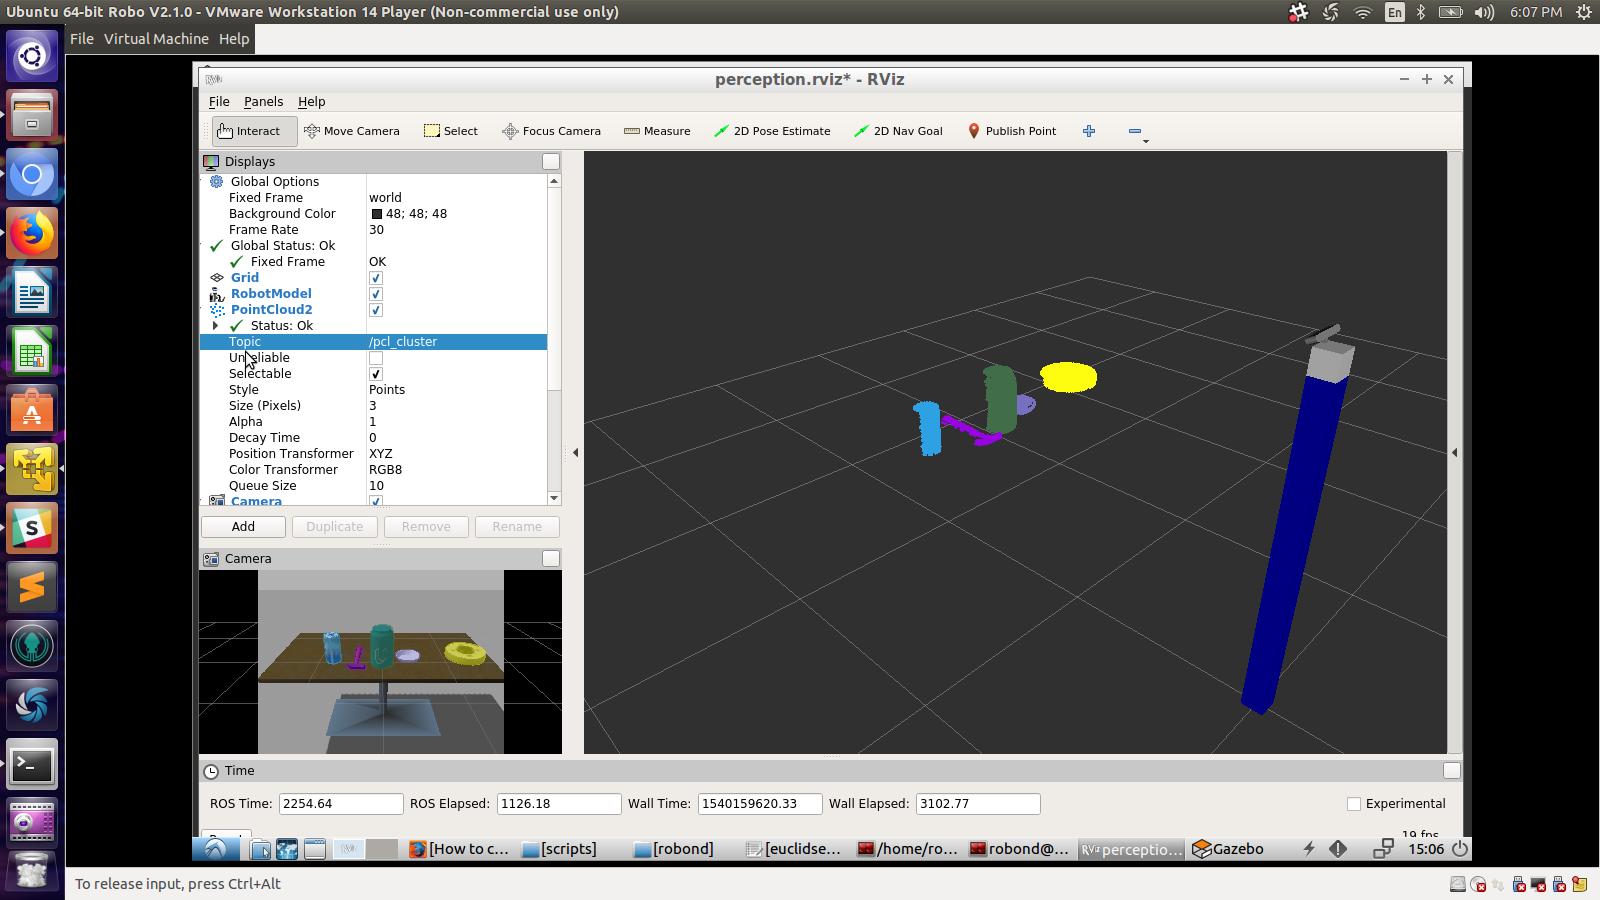 Ubuntu 64-bit Robo V2.1.0 - VMware Workstation 14 Player (Non-commercial use only)
En
6:07 PM
File Virtual Machine Help
RViz
perception.rviz* - RViz
File Panels Help
Interact Move Camera Select Focus Camera Measure 2D Pose Estimate 2D Nav Goal Publish Point
Displays
Global Options
Fixed Frame world
Background Color 48; 48; 48
Frame Rate 30
Global Status: Ok
Fixed Frame OK
Grid
RobotModel
PointCloud2
Status: Ok
Topic /pcl_cluster
Unreliable
Selectable
Style Points
Size (Pixels) 3
Alpha 1
Decay Time 0
Position Transformer XYZ
Color Transformer RGB8
Queue Size 10
Camera
Add Duplicate Remove Rename
Camera
Time
ROS Time: 2254.64 ROS Elapsed: 1126.18 Wall Time: 1540159620.33 Wall Elapsed: 3102.77 Experimental
19 fps
RViz [How to c... [scripts] [robond] [euclidse... /home/ro... robond@... RViz perceptio... Gazebo 15:06
To release input, press Ctrl+Alt